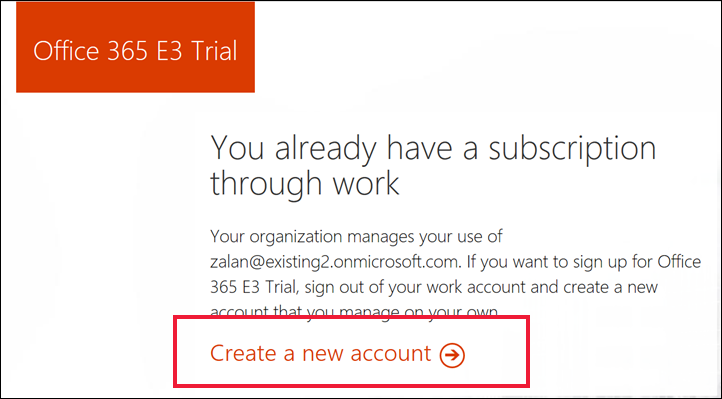 Office 365 E3 Trial
You already have a subscription
through work
Your organization manages your use of
zalan@existing2.onmicrosoft.com. If you want to sign up for Office
365 E3 Trial, sign out of your work account and create a new
account that you manage on your own.
Create a new account